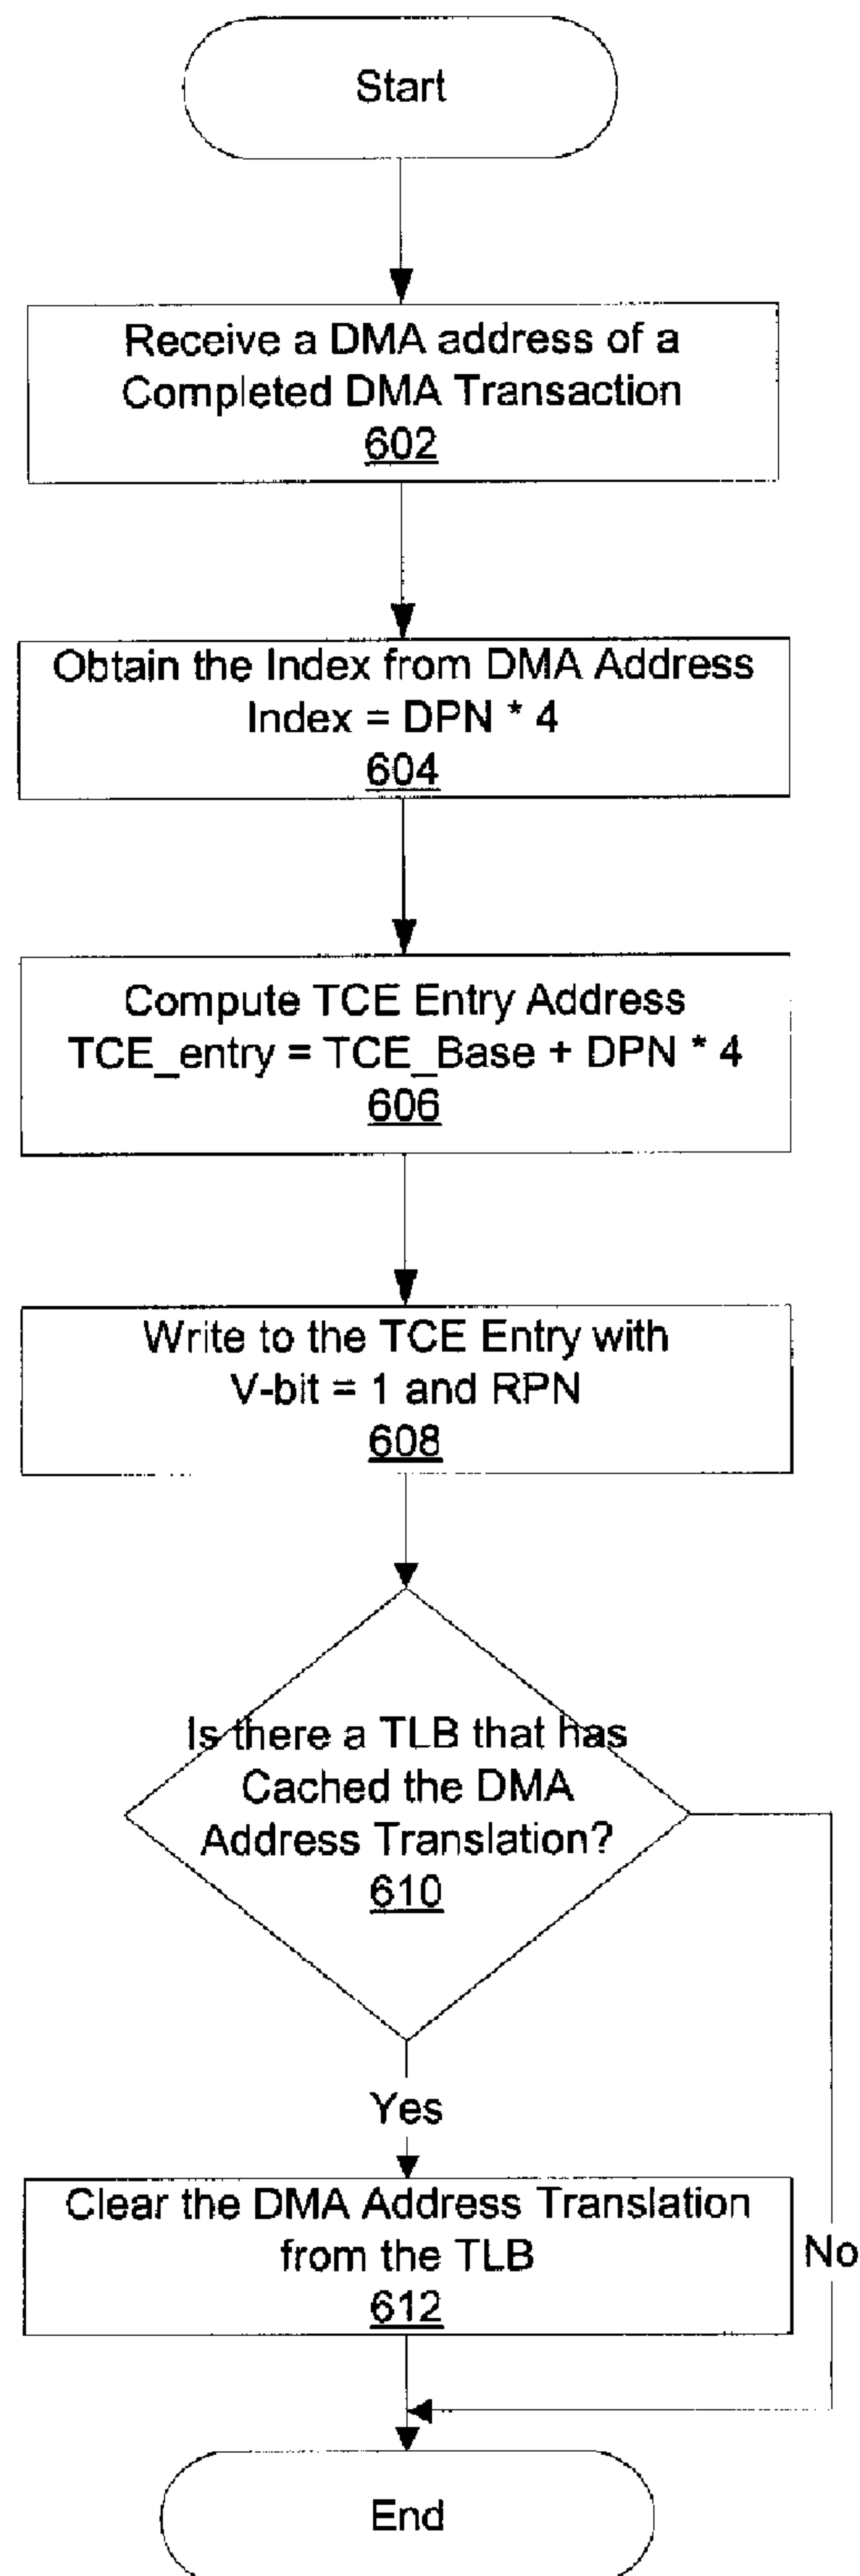 Start
Receive a DMA address of a
Completed DMA Transaction
602
Obtain the Index from DMA Address
Index = DPN * 4
604
Compute TCE Entry Address
TCE_entry = TCE_Base + DPN * 4
606
Write to the TCE Entry with
V-bit = 1 and RPN
608
Is there a TLB that has
Cached the DMA
Address Translation?
610
Yes
Clear the DMA Address Translation
from the TLB
612
No
End